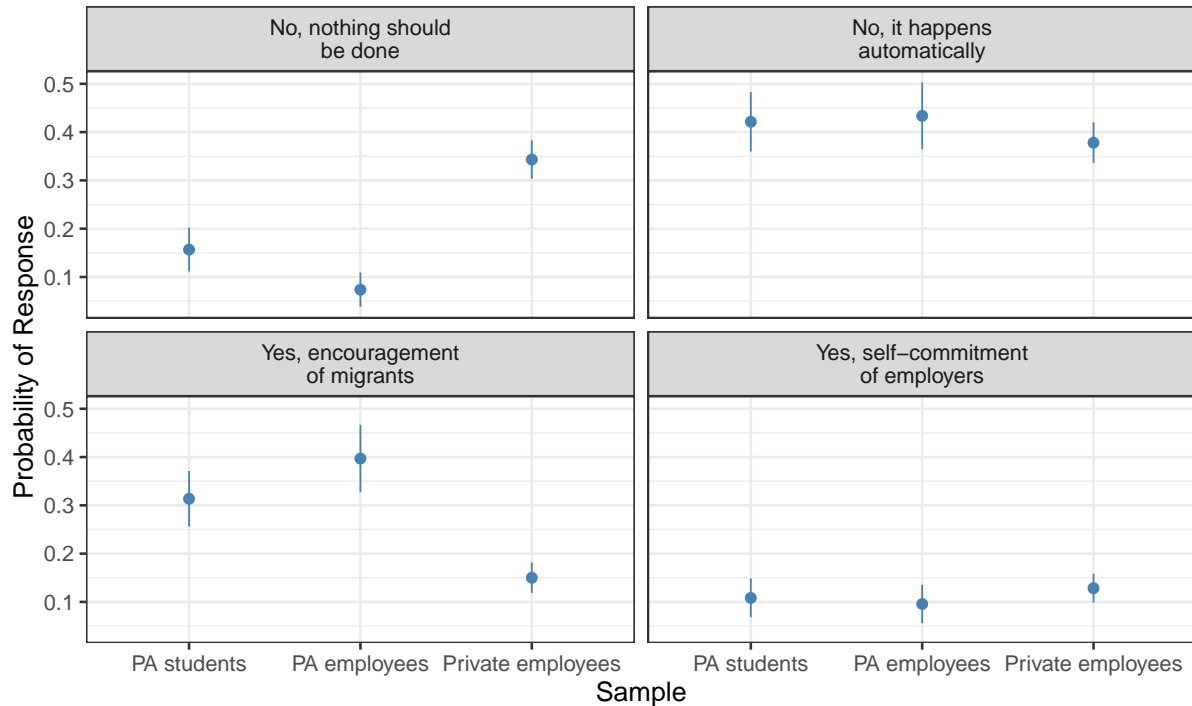 No, nothing should
be done
No, it happens
automatically
0.5
0.4
0.3
0.2
0.1
Yes, encouragement
of migrants
Yes, self−commitment
of employers
0.5
0.4
0.3
0.2
0.1
PA students
PA employees
Private employees
PA students
PA employees
Private employees
Sample
Probability of Response